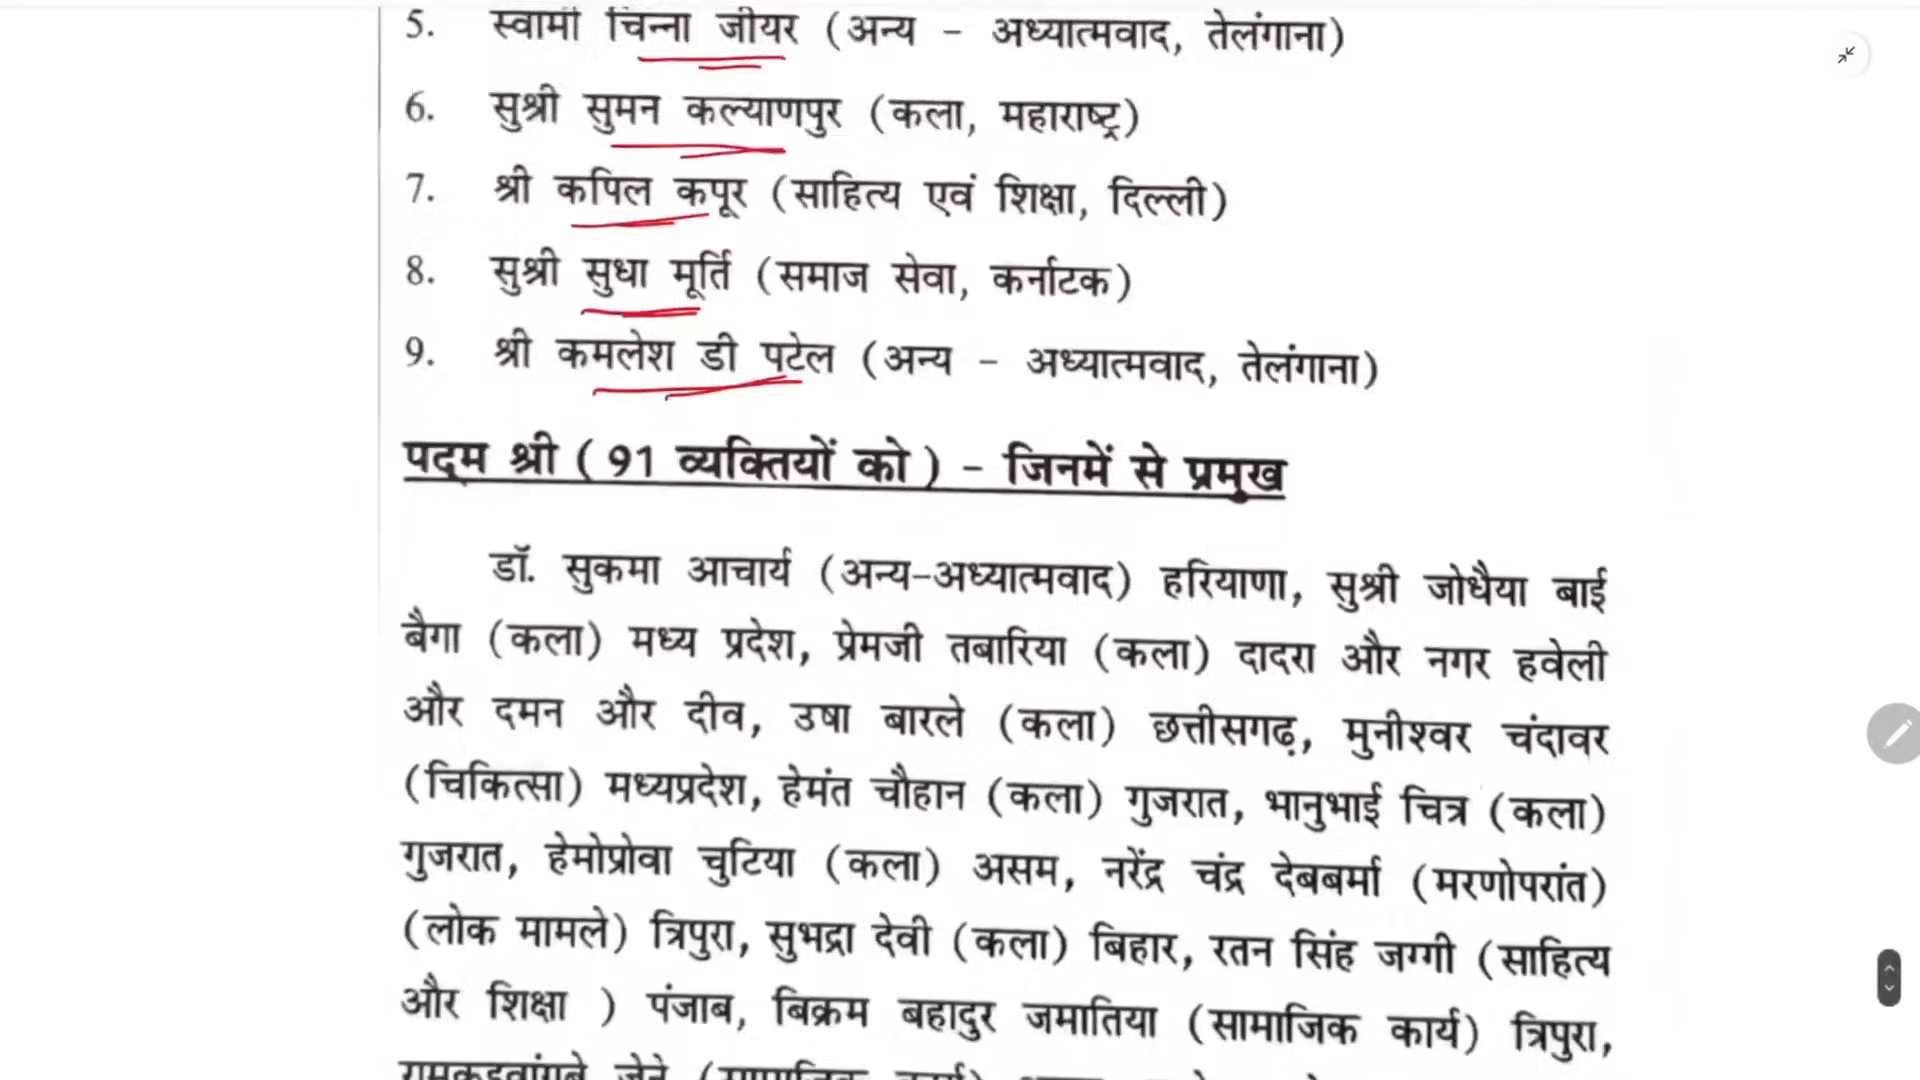 5. स्वामी चिन्ना जीयर (अन्य - अध्यात्मवाद, तेलंगाना)
6. सुश्री सुमन कल्याणपुर (कला, महाराष्ट्र)
7. श्री कपिल कपूर (साहित्य एवं शिक्षा, दिल्ली)
8. सुश्री सुधा मूर्ति (समाज सेवा, कर्नाटक)
9. श्री कमलेश डी पटेल (अन्य - अध्यात्मवाद, तेलंगाना)
पद्म श्री ( 91 व्यक्तियों को ) - जिनमें से प्रमुख
डॉ. सुकमा आचार्य (अन्य-अध्यात्मवाद) हरियाणा, सुश्री जोधैया बाई
बैगा (कला) मध्य प्रदेश, प्रेमजी तबारिया (कला) दादरा और नगर हवेली
और दमन और दीव, उषा बारले (कला) छत्तीसगढ़, मुनीश्वर चंदावर
(चिकित्सा) मध्यप्रदेश, हेमंत चौहान (कला) गुजरात, भानुभाई चित्र (कला)
गुजरात, हेमोप्रोवा चुटिया (कला) असम, नरेंद्र चंद्र देबबर्मा (मरणोपरांत)
(लोक मामले) त्रिपुरा, सुभद्रा देवी (कला) बिहार, रतन सिंह जग्गी (साहित्य
और शिक्षा ) पंजाब, बिक्रम बहादुर जमातिया (सामाजिक कार्य) त्रिपुरा,